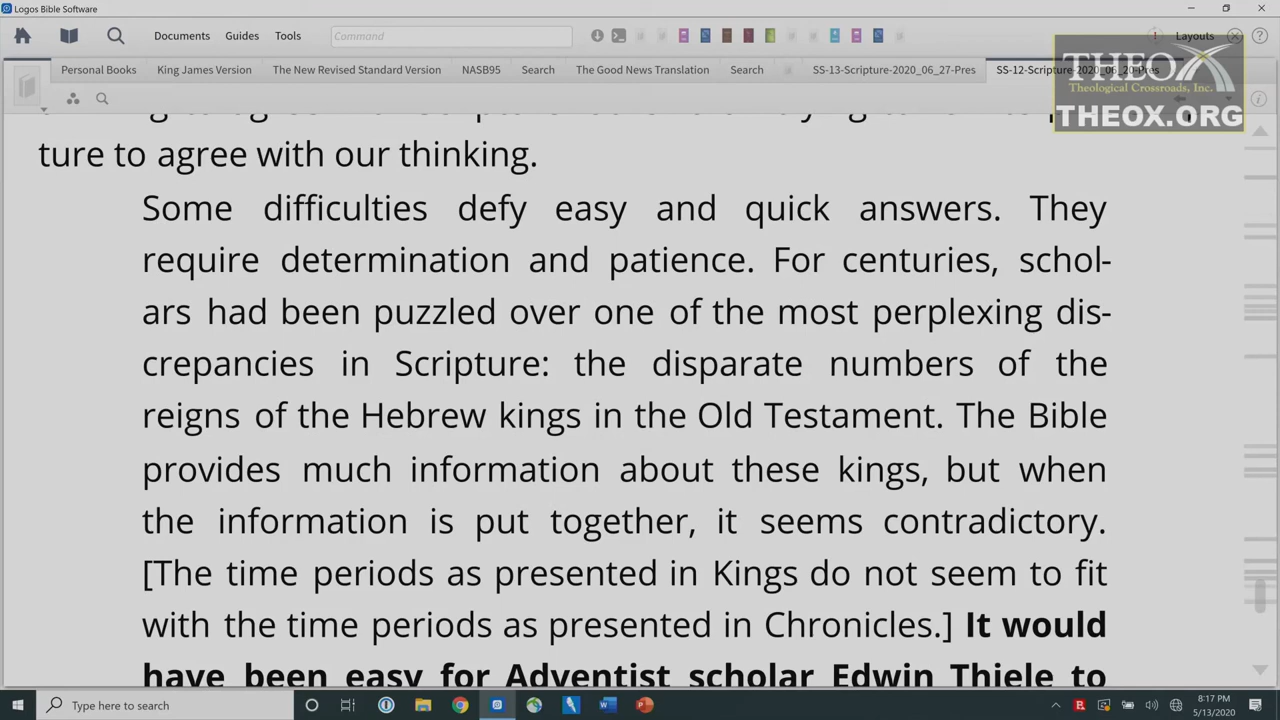 Logos Bible Software
Documents Guides Tools Command Layouts
Personal Books King James Version The New Revised Search NASB95 Search The Good News Translation Search SS-13-Scripture-2020_06_27-Pres SS-12-Scripture-2020_06_20-Pres
THEOX
Theological Crossroads, Inc.
THEOX.ORG
ture to agree with our thinking.
Some difficulties defy easy and quick answers. They
require determination and patience. For centuries, schol-
ars had been puzzled over one of the most perplexing dis-
crepancies in Scripture: the disparate numbers of the
reigns of the Hebrew kings in the Old Testament. The Bible
provides much information about these kings, but when
the information is put together, it seems contradictory.
[The time periods as presented in Kings do not seem to fit
with the time periods as presented in Chronicles.] It would
have been easy for Adventist scholar Edwin Thiele to
Type here to search
8:17 PM
5/13/2020